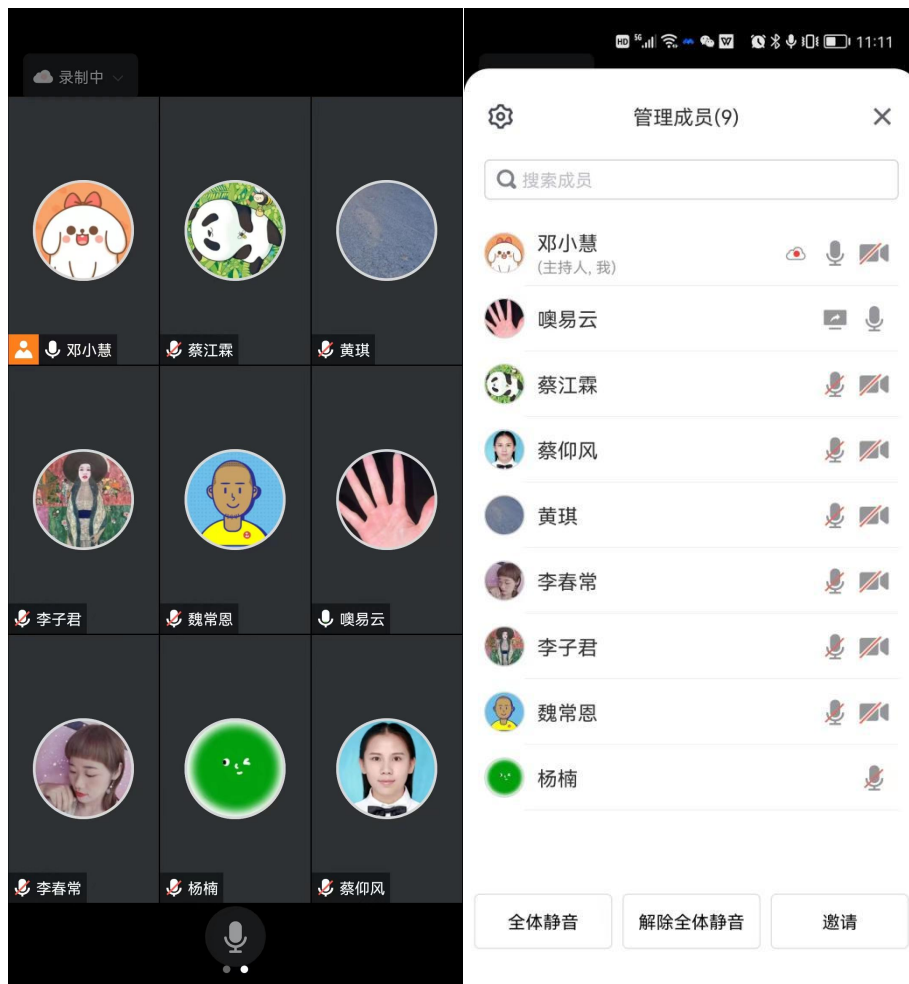 录制中
邓小慧
蔡江霖
黄琪
李子君
魏常恩
噢易云
李春常
杨楠
蔡仰风
HD 5G 11:11
管理成员(9)
搜索成员
邓小慧
(主持人, 我)
噢易云
蔡江霖
蔡仰风
黄琪
李春常
李子君
魏常恩
杨楠
全体静音
解除全体静音
邀请